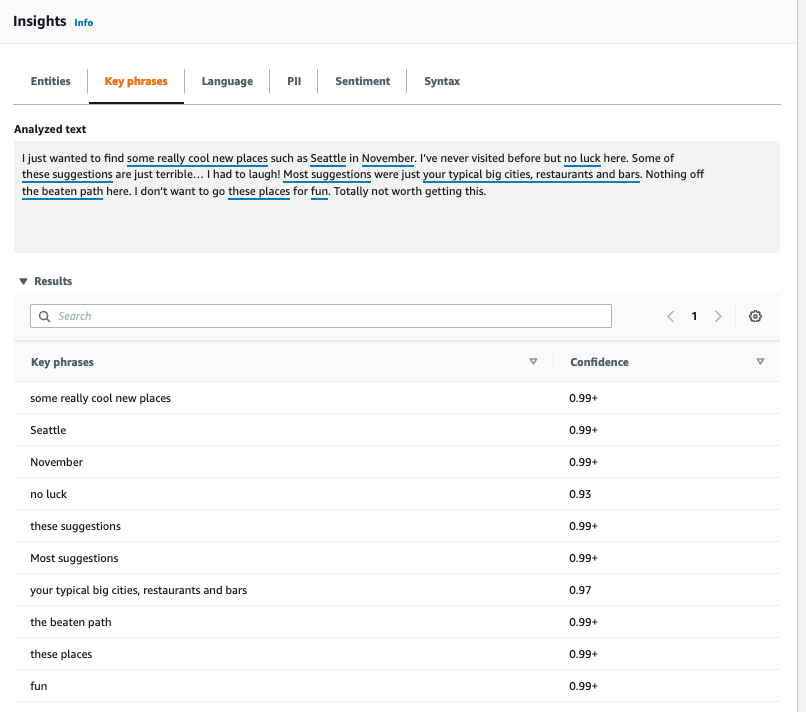 Insights Info
Entities Key phrases Language PII Sentiment Syntax
Analyzed text
I just wanted to find some really cool new places such as Seattle in November. I've never visited before but no luck here. Some of
these suggestions are just terrible... I had to laugh! Most suggestions were just your typical big cities, restaurants and bars. Nothing off
the beaten path here. I don't want to go these places for fun. Totally not worth getting this.
Results
Search 1
Key phrases Confidence
some really cool new places 0.99+
Seattle 0.99+
November 0.99+
no luck 0.93
these suggestions 0.99+
Most suggestions 0.99+
your typical big cities, restaurants and bars 0.97
the beaten path 0.99+
these places 0.99+
fun 0.99+